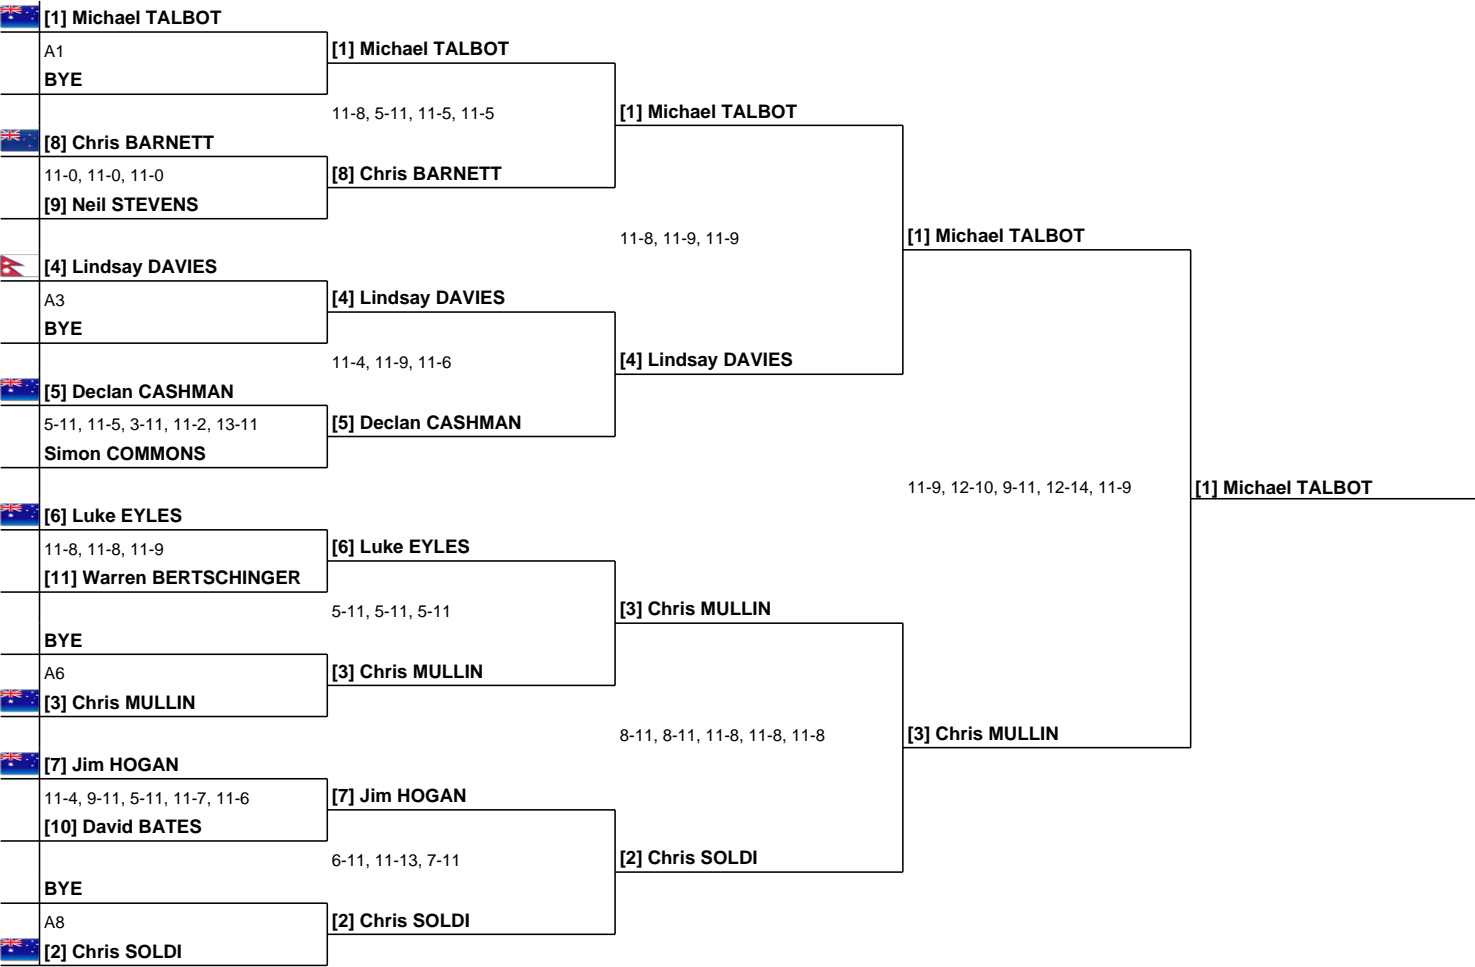 [1] Michael TALBOT
A1
BYE
[8] Chris BARNETT
11-0, 11-0, 11-0
[9] Neil STEVENS
[4] Lindsay DAVIES
A3
BYE
[5] Declan CASHMAN
5-11, 11-5, 3-11, 11-2, 13-11
Simon COMMONS
[6] Luke EYLES
11-8, 11-8, 11-9
[11] Warren BERTSCHINGER
BYE
A6
[3] Chris MULLIN
[7] Jim HOGAN
11-4, 9-11, 5-11, 11-7, 11-6
[10] David BATES
BYE
A8
[2] Chris SOLDI
[1] Michael TALBOT
11-8, 5-11, 11-5, 11-5
[8] Chris BARNETT
[4] Lindsay DAVIES
11-4, 11-9, 11-6
[5] Declan CASHMAN
[6] Luke EYLES
5-11, 5-11, 5-11
[3] Chris MULLIN
[7] Jim HOGAN
6-11, 11-13, 7-11
[2] Chris SOLDI
[1] Michael TALBOT
11-8, 11-9, 11-9
[4] Lindsay DAVIES
[3] Chris MULLIN
8-11, 8-11, 11-8, 11-8, 11-8
[2] Chris SOLDI
[1] Michael TALBOT
11-9, 12-10, 9-11, 12-14, 11-9
[3] Chris MULLIN
[1] Michael TALBOT